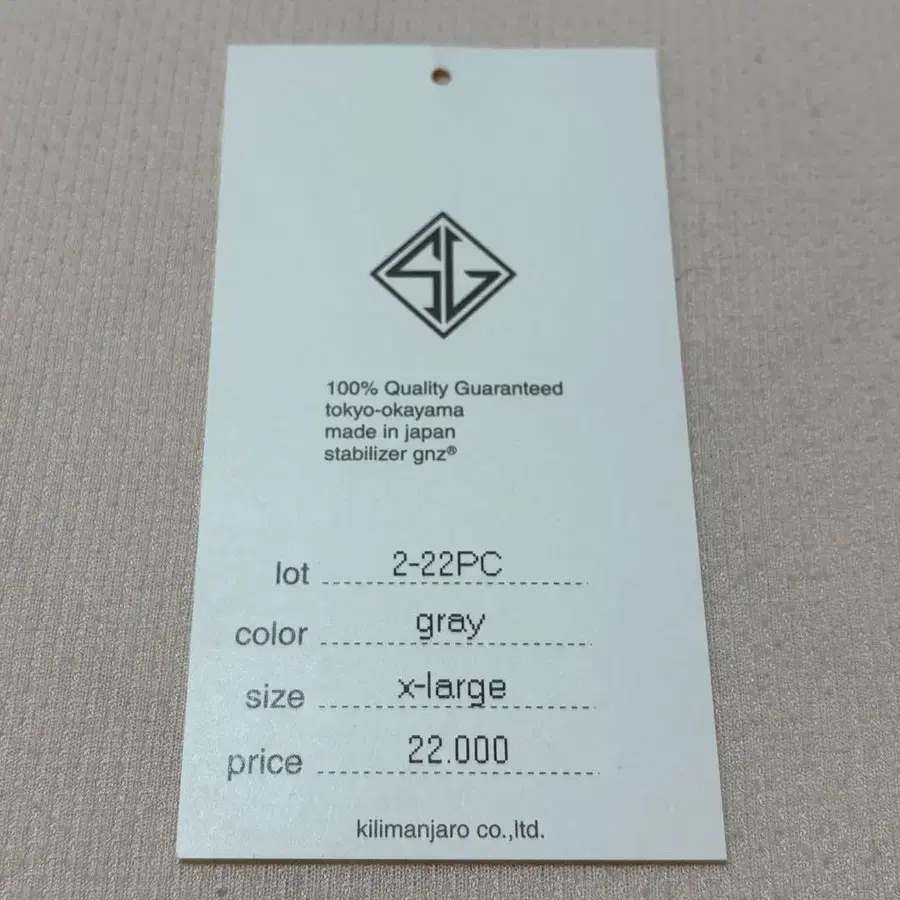 SG
100% Quality Guaranteed
tokyo-okayama
made in japan
stabilizer gnz®
lot 2-22PC
color gray
size x-large
price 22.000
kilimanjaro co.,ltd.